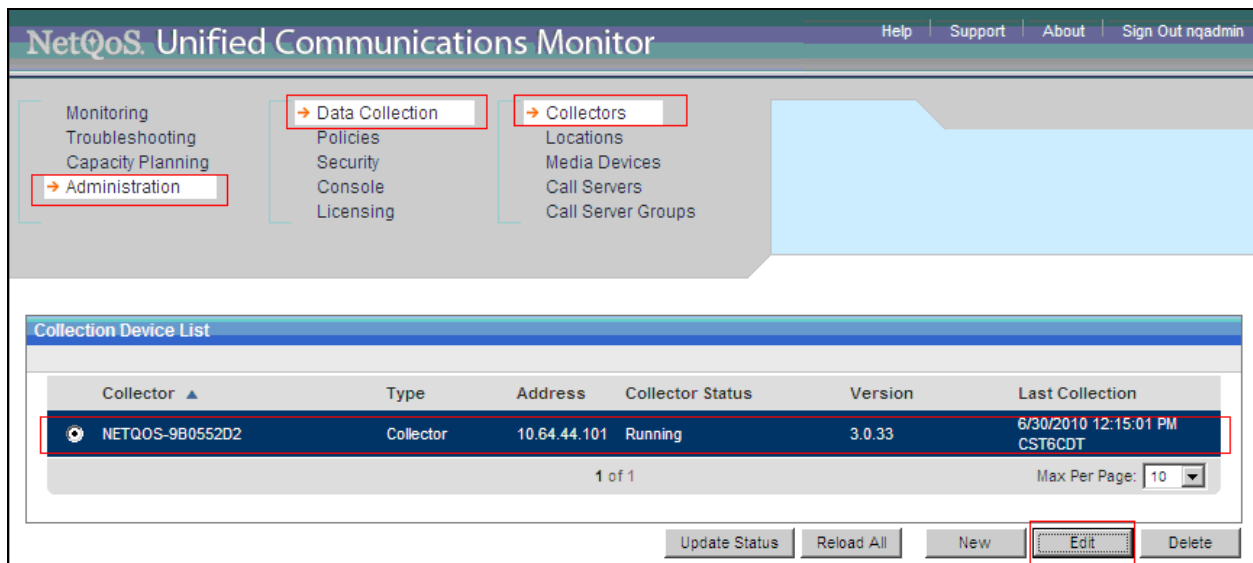 NetQoS. Unified Communications Monitor
Help Support About Sign Out nqadmin
Monitoring
Troubleshooting
Capacity Planning
Administration
Data Collection
Policies
Security
Console
Licensing
Collectors
Locations
Media Devices
Call Servers
Call Server Groups
Collection Device List
Collector Type Address Collector Status Version Last Collection
NETQOS-9B0552D2 Collector 10.64.44.101 Running 3.0.33 6/30/2010 12:15:01 PM
CST6CDT
1 of 1 Max Per Page: 10
Update Status Reload All New Edit Delete